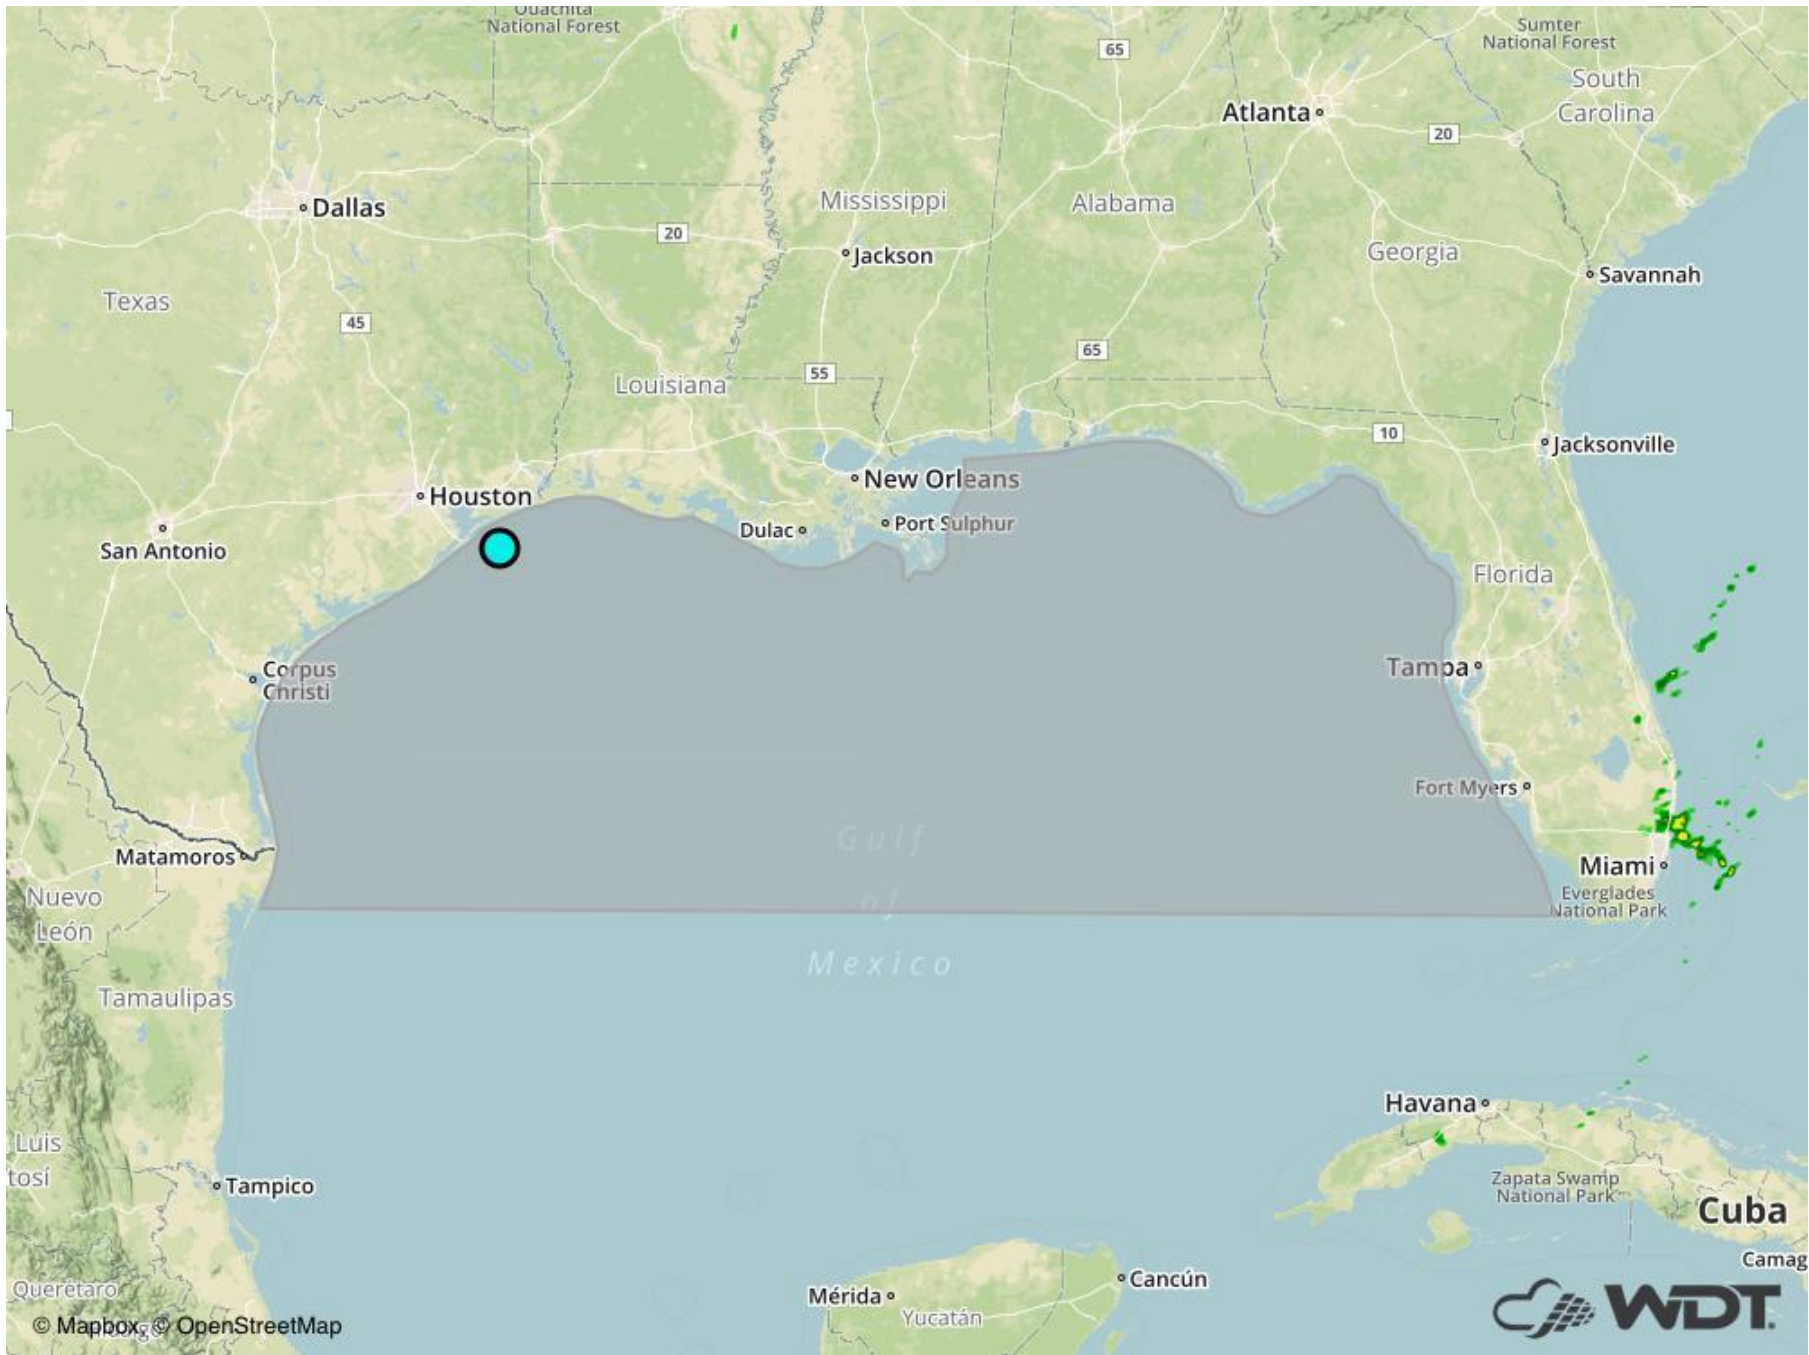 Ouachita
National Forest
65
Sumter
National Forest
South
Carolina
Atlanta
20
Dallas
Mississippi
Alabama
20
Jackson
Georgia
Savannah
Texas
45
65
55
Louisiana
10
Jacksonville
New Orleans
Houston
Dulac
Port Sulphur
San Antonio
Florida
Corpus
Christi
Tampa
Fort Myers
Gulf
of
Mexico
Matamoros
Miami
Everglades
National Park
Nuevo
León
Tamaulipas
Havana
Luis
tosí
Tampico
Zapata Swamp
National Park
Cuba
Camag
Cancún
Mérida
Yucatán
Querétaro
Hidalgo
© Mapbox, © OpenStreetMap
WDT